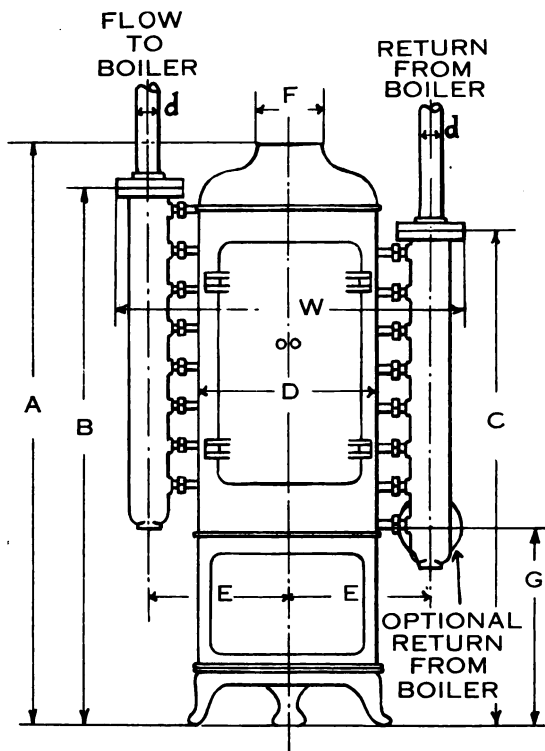 FLOW
TO
BOILER
RETURN
FROM
BOILER
d
F
d
W
A
D
B
C
E
E
G
OPTIONAL
RETURN
FROM
BOILER